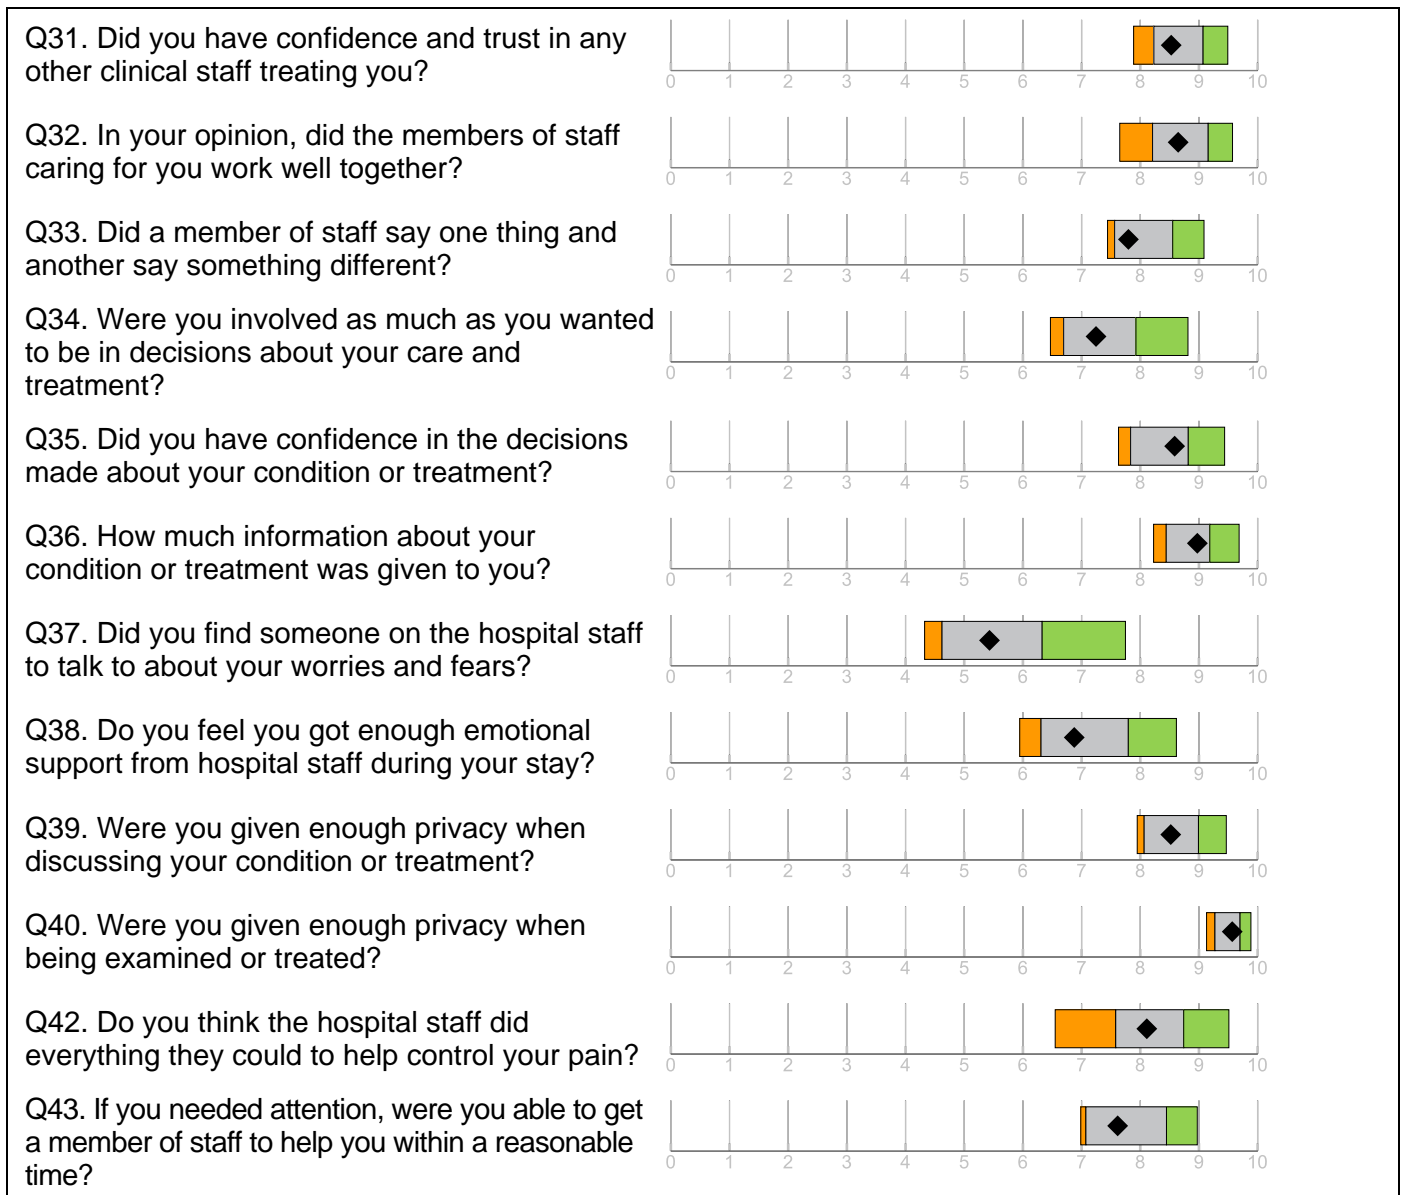 Q31. Did you have confidence and trust in any
other clinical staff treating you?
0 1 2 3 4 5 6 7 8 9 10
Q32. In your opinion, did the members of staff
caring for you work well together?
0 1 2 3 4 5 6 7 8 9 10
Q33. Did a member of staff say one thing and
another say something different?
0 1 2 3 4 5 6 7 8 9 10
Q34. Were you involved as much as you wanted
to be in decisions about your care and
treatment?
0 1 2 3 4 5 6 7 8 9 10
Q35. Did you have confidence in the decisions
made about your condition or treatment?
0 1 2 3 4 5 6 7 8 9 10
Q36. How much information about your
condition or treatment was given to you?
0 1 2 3 4 5 6 7 8 9 10
Q37. Did you find someone on the hospital staff
to talk to about your worries and fears?
0 1 2 3 4 5 6 7 8 9 10
Q38. Do you feel you got enough emotional
support from hospital staff during your stay?
0 1 2 3 4 5 6 7 8 9 10
Q39. Were you given enough privacy when
discussing your condition or treatment?
0 1 2 3 4 5 6 7 8 9 10
Q40. Were you given enough privacy when
being examined or treated?
0 1 2 3 4 5 6 7 8 9 10
Q42. Do you think the hospital staff did
everything they could to help control your pain?
0 1 2 3 4 5 6 7 8 9 10
Q43. If you needed attention, were you able to get
a member of staff to help you within a reasonable
time?
0 1 2 3 4 5 6 7 8 9 10